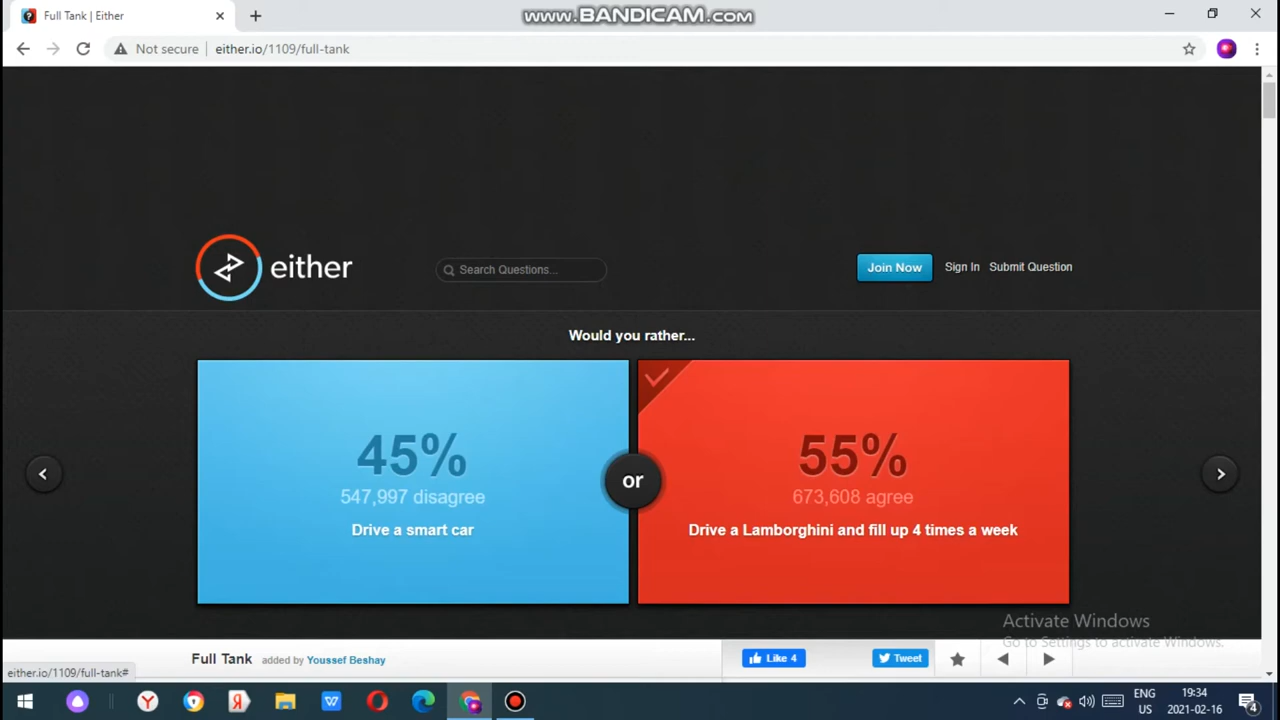 Full Tank | Either
www.BANDICAM.com
Not secure
either.io/1109/full-tank
either
Search Questions...
Join Now
Sign In
Submit Question
Would you rather...
45%
547,997 disagree
Drive a smart car
or
55%
673,608 agree
Drive a Lamborghini and fill up 4 times a week
Activate Windows
Go to Settings to activate Windows.
Full Tank
added by Youssef Beshay
Like 4
Tweet
either.io/1109/full-tank#
ENG
US
19:34
2021-02-16
4